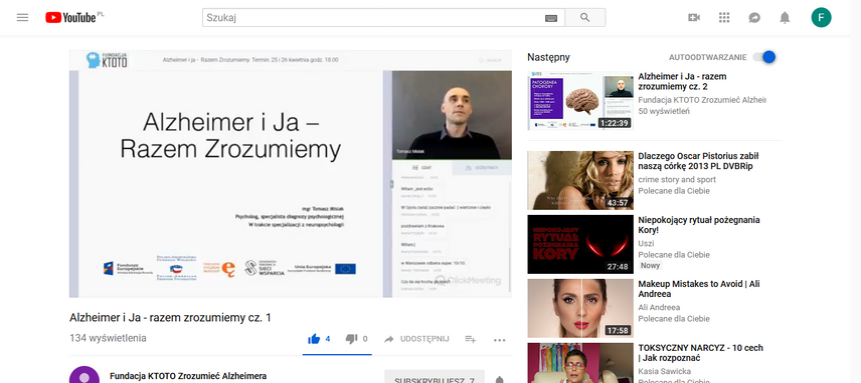 YouTube PL
Szukaj
F
FUNDACJA
KTOTO
Alzheimer i ja - Razem Zrozumiemy. Termin: 25 i 26 kwietnia godz. 18:00
Alzheimer i Ja –
Razem Zrozumiemy
mgr Tomasz Misiak
Psycholog, specjalista diagnozy psychologicznej
W trakcie specjalizacji z neuropsychologii
Fundusze
Europejskie
Unia Europejska
Tomasz Misiak
ClickMeeting
Alzheimer i Ja - razem zrozumiemy cz. 1
134 wyświetlenia
4
0
UDOSTĘPNIJ
Fundacja KTOTO Zrozumieć Alzheimera
SUBSKRYBUJESZ 7
Następny
AUTOODTWARZANIE
PATOGENEZA
CHOROBY
1:22:39
Alzheimer i Ja - razem
zrozumiemy cz. 2
Fundacja KTOTO Zrozumieć Alzhei
50 wyświetleń
43:57
Dlaczego Oscar Pistorius zabił
naszą córkę 2013 PL DVBRip
crime story and sport
Polecane dla Ciebie
NIEPOKOJĄCY
RYTUAŁ POŻEGNANIA
KORY
27:48
Niepokojący rytuał pożegnania
Kory!
Uszi
Polecane dla Ciebie
Nowy
17:58
Makeup Mistakes to Avoid | Ali
Andreea
Ali Andreea
Polecane dla Ciebie
TOKSYCZNY NARCYZ - 10 cech
| Jak rozpoznać
Kasia Sawicka
Polecane dla Ciebie